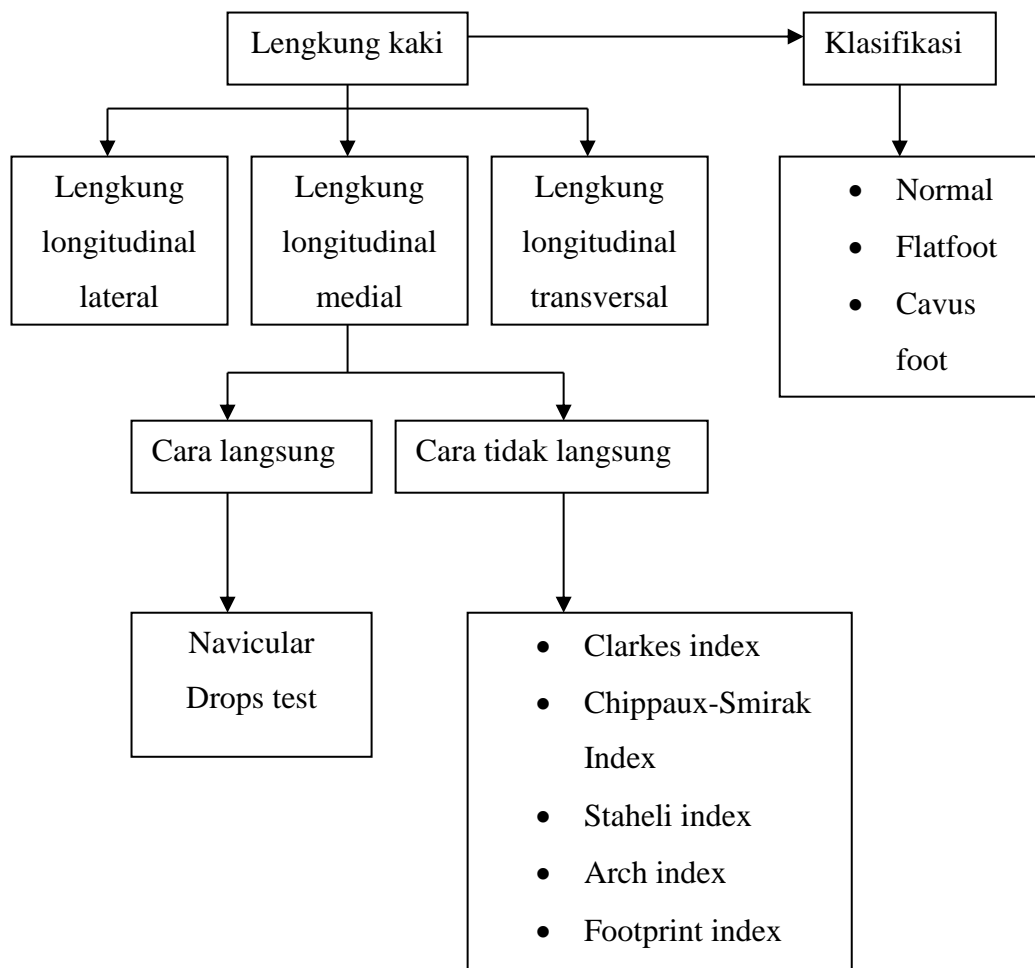 Lengkung kaki
Klasifikasi
Lengkung
longitudinal
lateral
Lengkung
longitudinal
medial
Lengkung
longitudinal
transversal
• Normal
• Flatfoot
• Cavus
foot
Cara langsung
Cara tidak langsung
Navicular
Drops test
• Clarkes index
• Chippaux-Smirak
Index
• Staheli index
• Arch index
• Footprint index